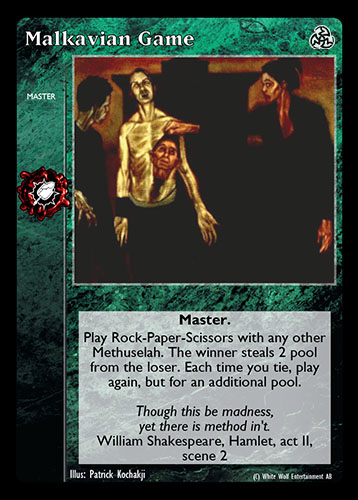 Malkavian Game
MASTER
Master.
Play Rock-Paper-Scissors with any other
Methuselah. The winner steals 2 pool
from the loser. Each time you tie, play
again, but for an additional pool.
Though this be madness,
yet there is method in't.
William Shakespeare, Hamlet, act II,
scene 2
Illus: Patrick Kochakji
(C) White Wolf Entertainment AB